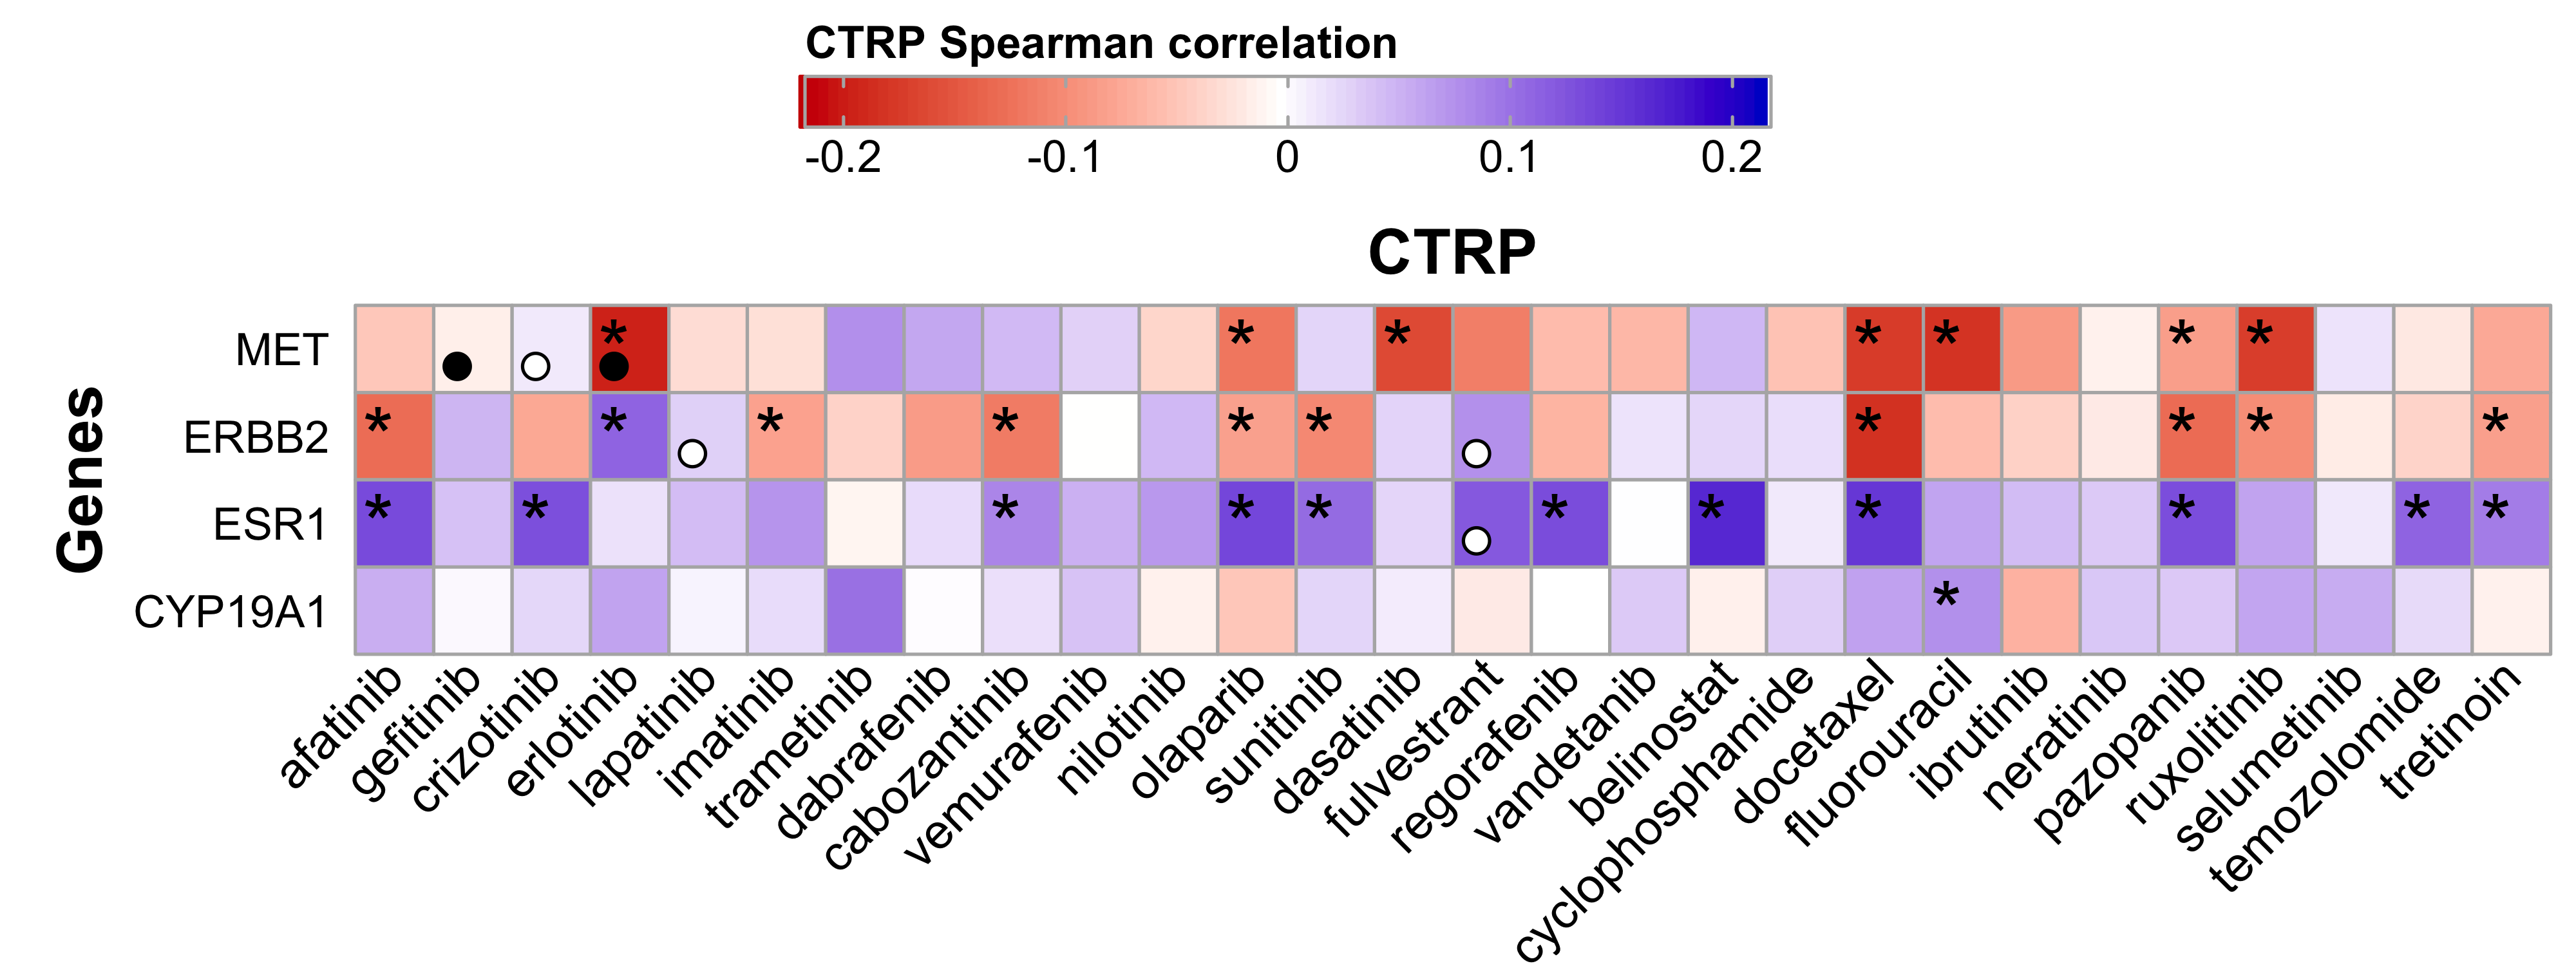 CTRP Spearman correlation
-0.2 -0.1 0 0.1 0.2
CTRP
Genes
MET
ERBB2
ESR1
CYP19A1
afatinib
gefitinib
crizotinib
erlotinib
lapatinib
imatinib
trametinib
dabrafenib
cabozantinib
vemurafenib
nilotinib
olaparib
sunitinib
dasatinib
fulvestrant
regorafenib
vandetanib
belinostat
cyclophosphamide
docetaxel
fluorouracil
ibrutinib
neratinib
pazopanib
ruxolitinib
selumetinib
temozolomide
tretinoin